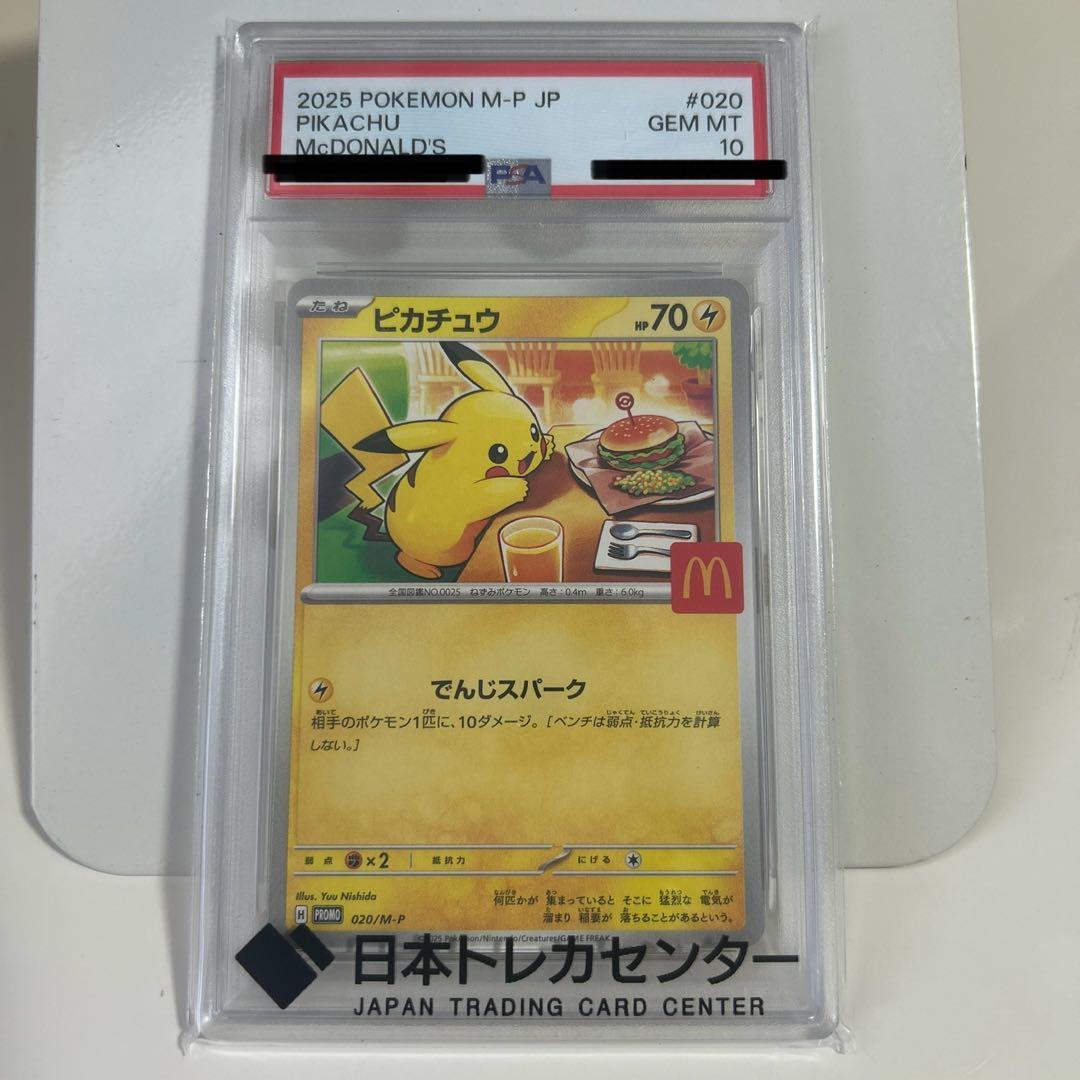 2025 POKEMON M-P JP #020
PIKACHU GEM MT
McDONALD'S 10
PSA
たね ピカチュウ HP70
全国図鑑NO.0025 ねずみポケモン 高さ:0.4m 重さ:6.0kg
M
でんじスパーク
相手のポケモン1匹に、10ダメージ。[ベンチは弱点・抵抗力を計算
しない。]
弱点 ×2 抵抗力 にげる
Illus. Yuu Nishida
何匹かが 集まっていると そこに 猛烈な 電気が
溜まり 稲妻が 落ちることがあるという。
H PROMO 020/M-P
©2025 Pokémon/Nintendo/Creatures/GAME FREAK.
日本トレカセンター
JAPAN TRADING CARD CENTER